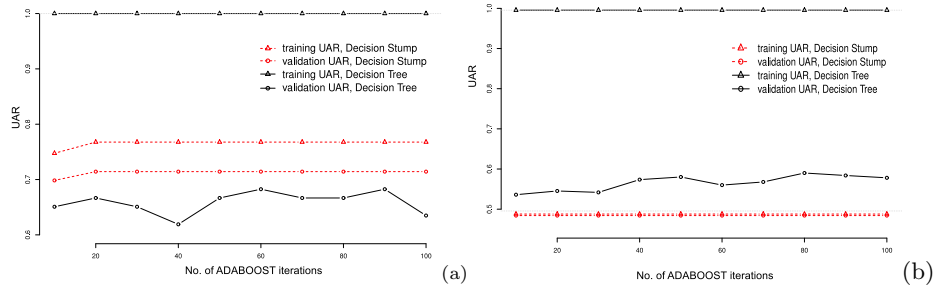 1.0
0.9
0.8
0.7
0.6
UAR
training UAR, Decision Stump
validation UAR, Decision Stump
training UAR, Decision Tree
validation UAR, Decision Tree
20
40
60
80
100
No. of ADABOOST iterations
(a)
1.0
0.9
0.8
0.7
0.6
0.5
UAR
training UAR, Decision Stump
validation UAR, Decision Stump
training UAR, Decision Tree
validation UAR, Decision Tree
20
40
60
80
100
No. of ADABOOST iterations
(b)